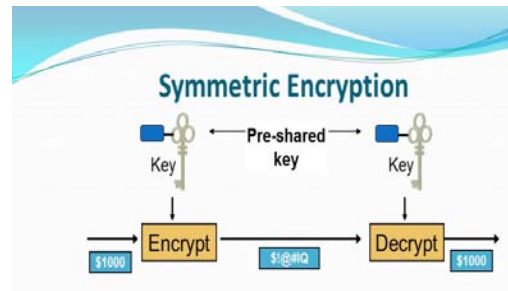 Symmetric Encryption
Pre-shared
key
Key
Key
Encrypt
Decrypt
$1000
$!@#IQ
$1000